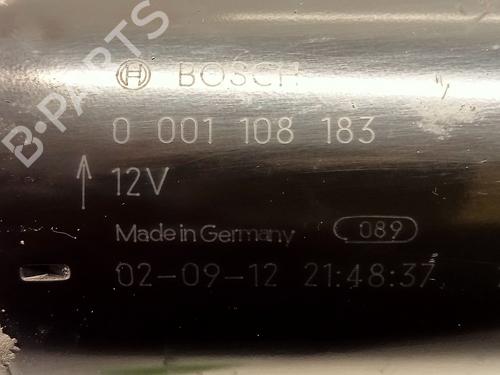 B-PARTS
BOSCH
0 001 108 183
12V
Made in Germany 089
02-09-12 21:48:37